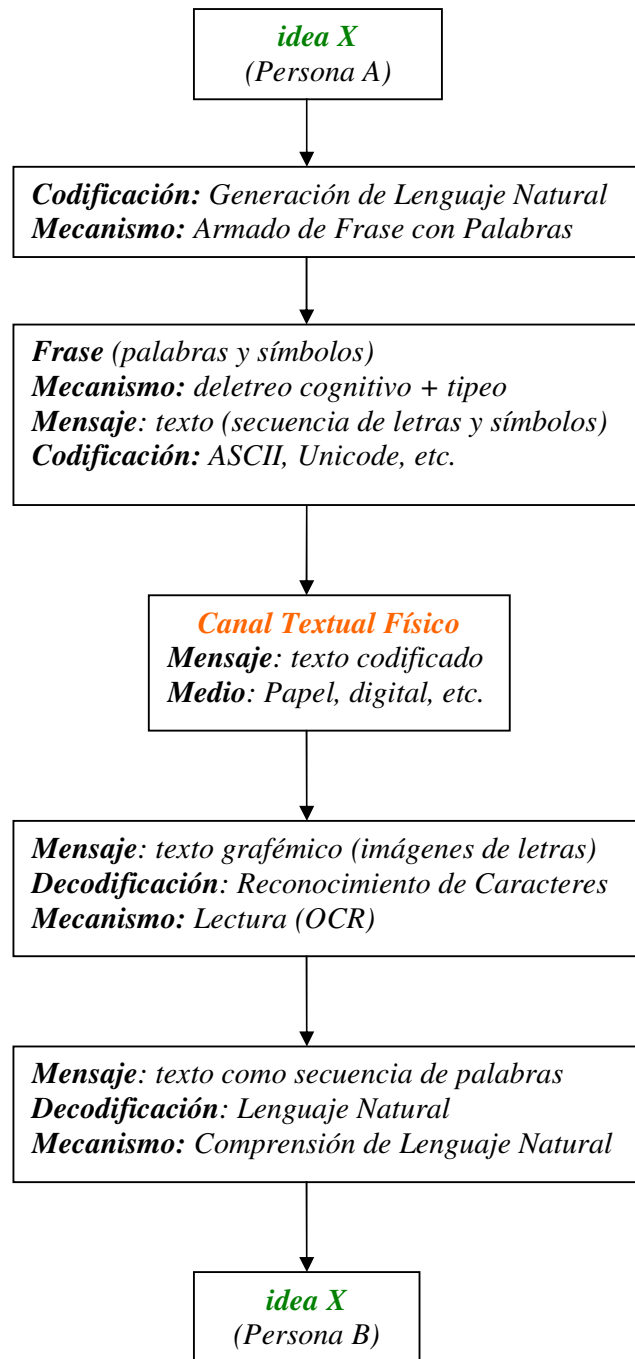 idea X
(Persona A)
Codificación: Generación de Lenguaje Natural
Mecanismo: Armado de Frase con Palabras
Frase (palabras y símbolos)
Mecanismo: deletreo cognitivo + tipeo
Mensaje: texto (secuencia de letras y símbolos)
Codificación: ASCII, Unicode, etc.
Canal Textual Físico
Mensaje: texto codificado
Medio: Papel, digital, etc.
Mensaje: texto grafémico (imágenes de letras)
Decodificación: Reconocimiento de Caracteres
Mecanismo: Lectura (OCR)
Mensaje: texto como secuencia de palabras
Decodificación: Lenguaje Natural
Mecanismo: Comprensión de Lenguaje Natural
idea X
(Persona B)